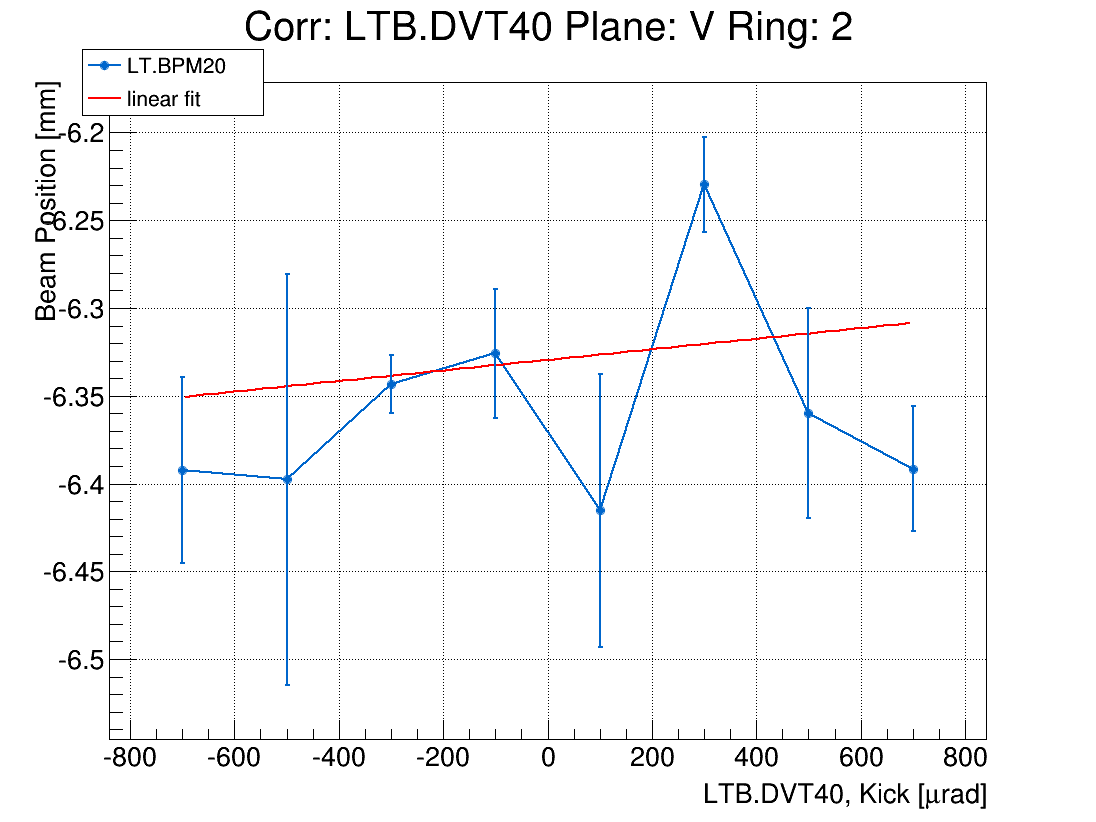 Corr: LTB.DVT40 Plane: V Ring: 2
LT.BPM20
linear fit
Beam Position [mm]
-6.2
-6.25
-6.3
-6.35
-6.4
-6.45
-6.5
-800 -600 -400 -200 0 200 400 600 800
LTB.DVT40, Kick [μrad]